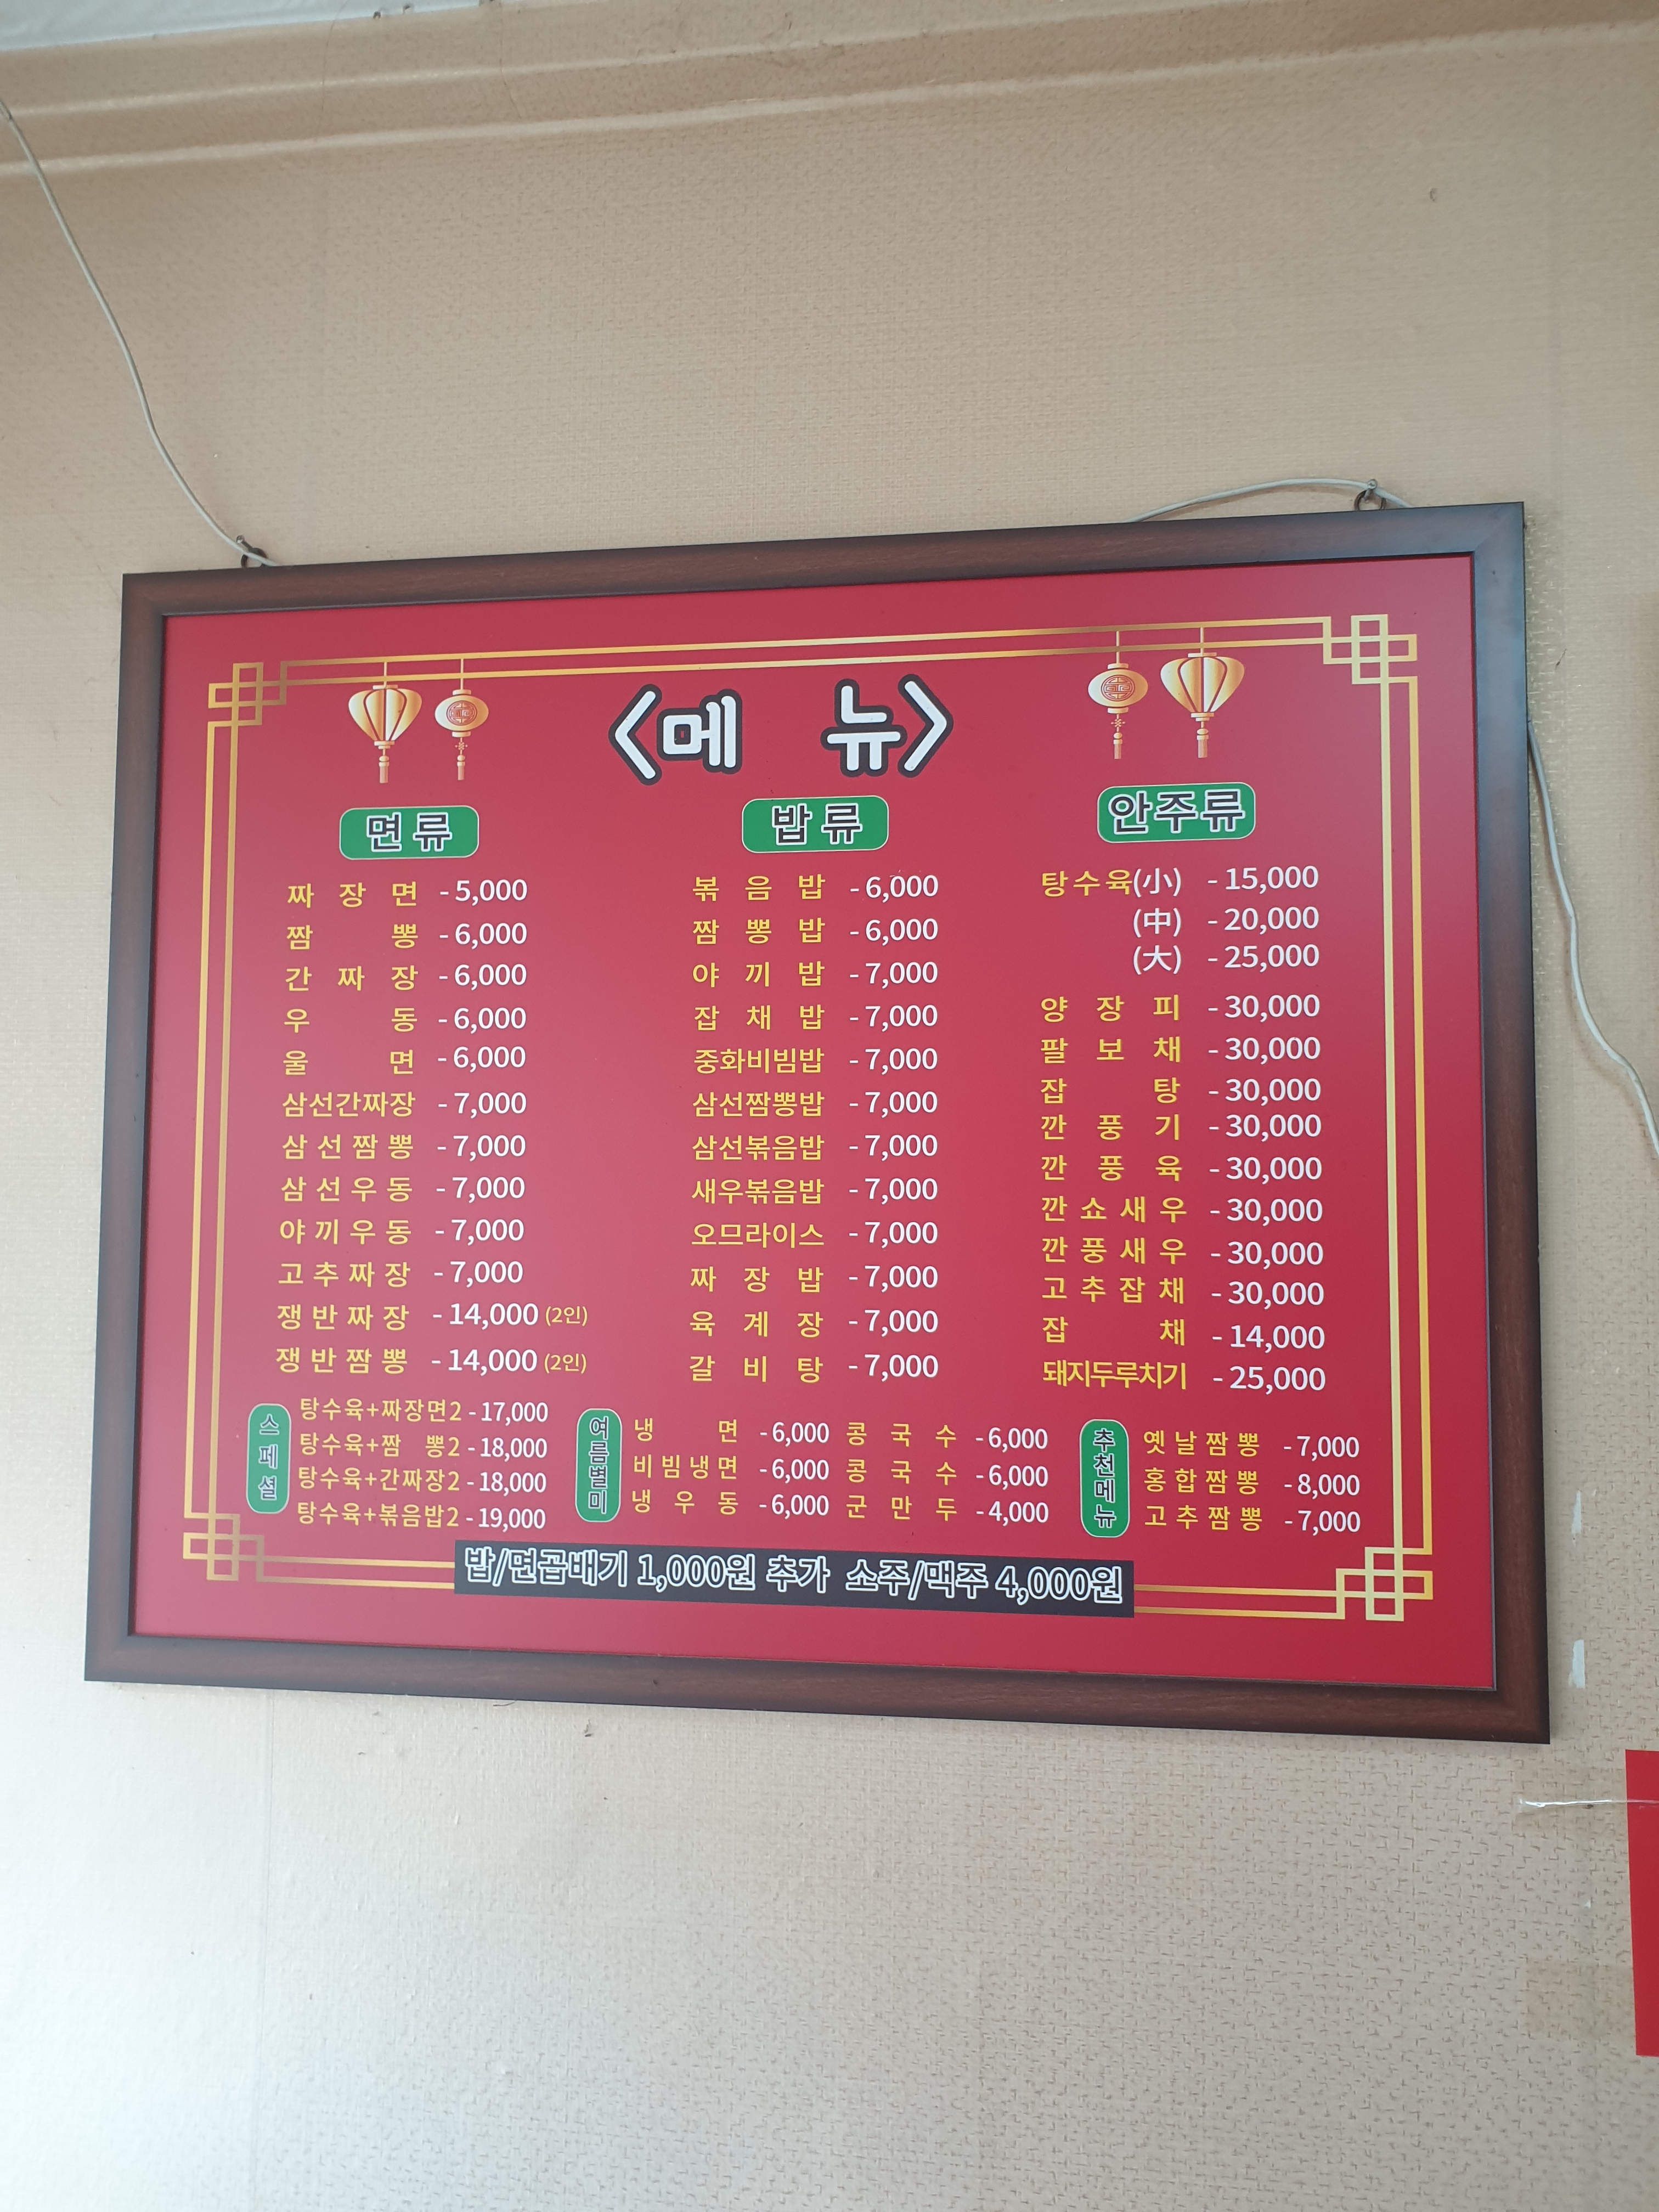 <메 뉴>
면류
짜장면 - 5,000
짬뽕 - 6,000
간짜장 - 6,000
우동 - 6,000
울면 - 6,000
삼선간짜장 - 7,000
삼선짬뽕 - 7,000
삼선우동 - 7,000
야끼우동 - 7,000
고추짜장 - 7,000
쟁반짜장 - 14,000 (2인)
쟁반짬뽕 - 14,000 (2인)
밥류
볶음밥 - 6,000
짬뽕밥 - 6,000
야끼밥 - 7,000
잡채밥 - 7,000
중화비빔밥 - 7,000
삼선짬뽕밥 - 7,000
삼선볶음밥 - 7,000
새우볶음밥 - 7,000
오므라이스 - 7,000
짜장밥 - 7,000
육계장 - 7,000
갈비탕 - 7,000
안주류
탕수육(小) - 15,000
(中) - 20,000
(大) - 25,000
양장피 - 30,000
팔보채 - 30,000
잡탕 - 30,000
깐풍기 - 30,000
깐풍육 - 30,000
깐쇼새우 - 30,000
깐풍새우 - 30,000
고추잡채 - 30,000
잡채 - 14,000
돼지두루치기 - 25,000
스페셜
탕수육+짜장면2 - 17,000
탕수육+짬뽕2 - 18,000
탕수육+간짜장2 - 18,000
탕수육+볶음밥2 - 19,000
여름별미
냉면 - 6,000 콩국수 - 6,000
비빔냉면 - 6,000 콩국수 - 6,000
냉우동 - 6,000 군만두 - 4,000
추천메뉴
옛날짬뽕 - 7,000
홍합짬뽕 - 8,000
고추짬뽕 - 7,000
밥/면곱배기 1,000원 추가 소주/맥주 4,000원